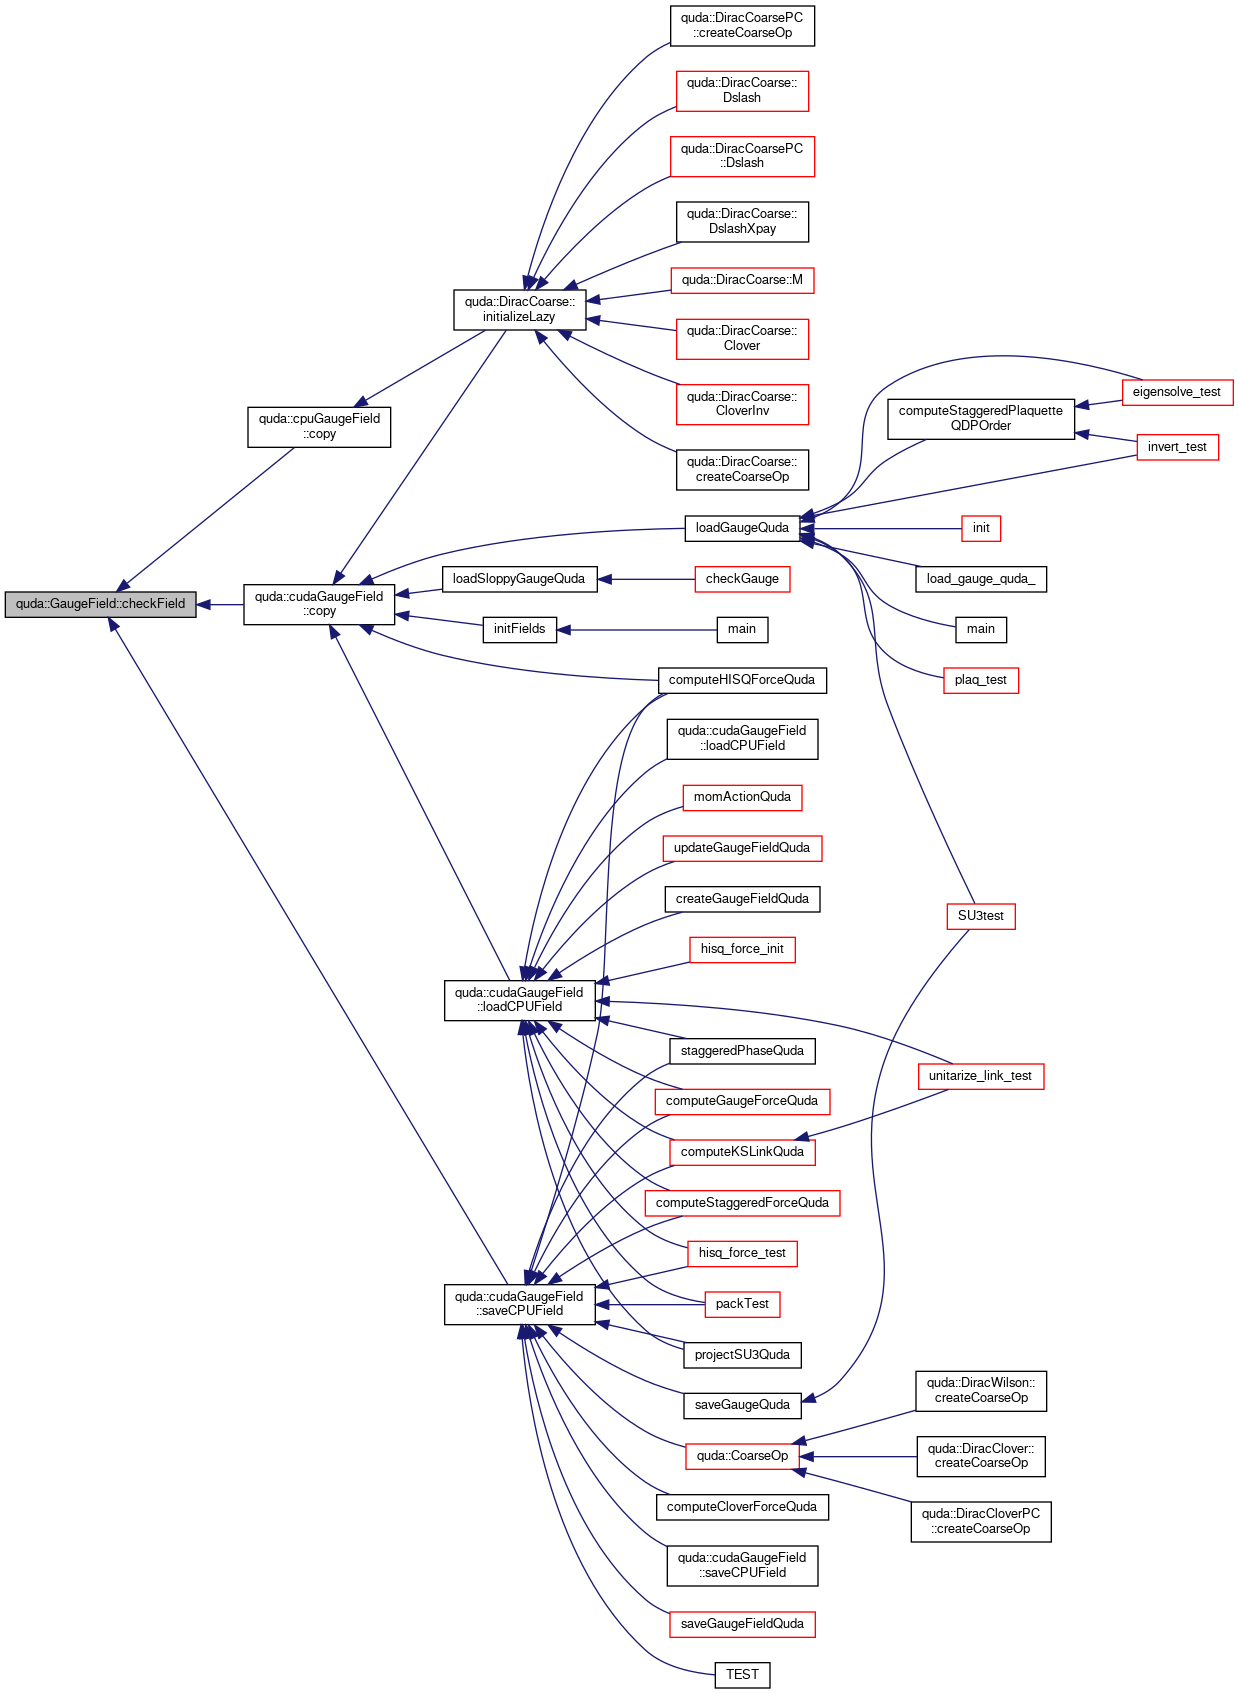 quda::DiracCoarsePC
::createCoarseOp
quda::DiracCoarse::
Dslash
quda::DiracCoarsePC
::Dslash
quda::DiracCoarse::
DslashXpay
quda::DiracCoarse::M
quda::DiracCoarse::
initializeLazy
quda::DiracCoarse::
Clover
quda::DiracCoarse::
CloverInv
quda::DiracCoarse::
createCoarseOp
quda::cpuGaugeField
::copy
eigensolve_test
computeStaggeredPlaquette
QDPOrder
invert_test
loadGaugeQuda
init
load_gauge_quda_
main
plaq_test
quda::GaugeField::checkField
quda::cudaGaugeField
::copy
loadSloppyGaugeQuda
checkGauge
initFields
main
computeHISQForceQuda
quda::cudaGaugeField
::loadCPUField
momActionQuda
updateGaugeFieldQuda
createGaugeFieldQuda
SU3test
hisq_force_init
quda::cudaGaugeField
::loadCPUField
staggeredPhaseQuda
unitarize_link_test
computeGaugeForceQuda
computeKSLinkQuda
computeStaggeredForceQuda
hisq_force_test
quda::cudaGaugeField
::saveCPUField
packTest
projectSU3Quda
saveGaugeQuda
quda::DiracWilson::
createCoarseOp
quda::CoarseOp
quda::DiracClover::
createCoarseOp
computeCloverForceQuda
quda::DiracCloverPC
::createCoarseOp
quda::cudaGaugeField
::saveCPUField
saveGaugeFieldQuda
TEST